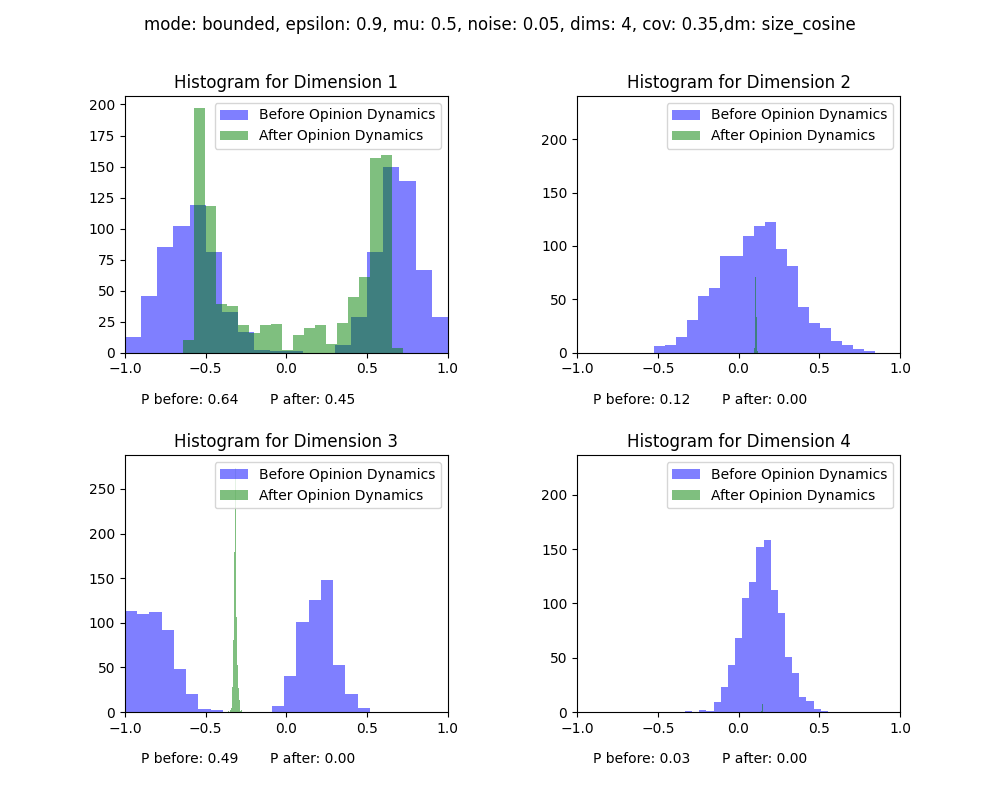 mode: bounded, epsilon: 0.9, mu: 0.5, noise: 0.05, dims: 4, cov: 0.35,dm: size_cosine
Histogram for Dimension 1
Before Opinion Dynamics
After Opinion Dynamics
200
175
150
125
100
75
50
25
0
−1.0 −0.5 0.0 0.5 1.0
P before: 0.64 P after: 0.45
Histogram for Dimension 2
Before Opinion Dynamics
After Opinion Dynamics
200
150
100
50
0
−1.0 −0.5 0.0 0.5 1.0
P before: 0.12 P after: 0.00
Histogram for Dimension 3
Before Opinion Dynamics
After Opinion Dynamics
250
200
150
100
50
0
−1.0 −0.5 0.0 0.5 1.0
P before: 0.49 P after: 0.00
Histogram for Dimension 4
Before Opinion Dynamics
After Opinion Dynamics
200
150
100
50
0
−1.0 −0.5 0.0 0.5 1.0
P before: 0.03 P after: 0.00